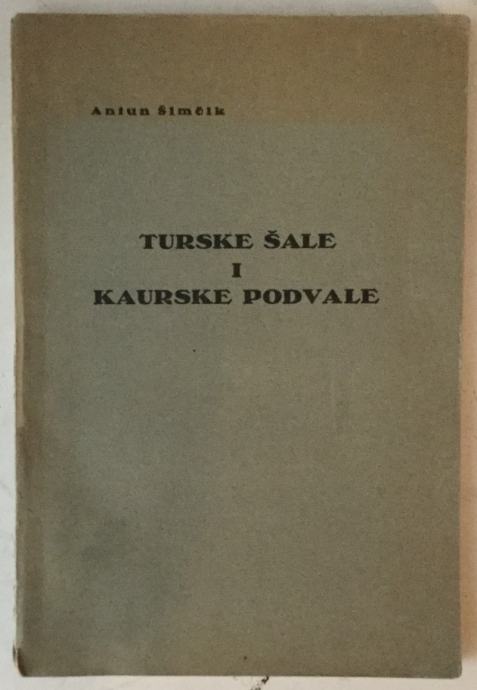 Antun Šimčik
TURSKE ŠALE
I
KAURSKE PODVALE